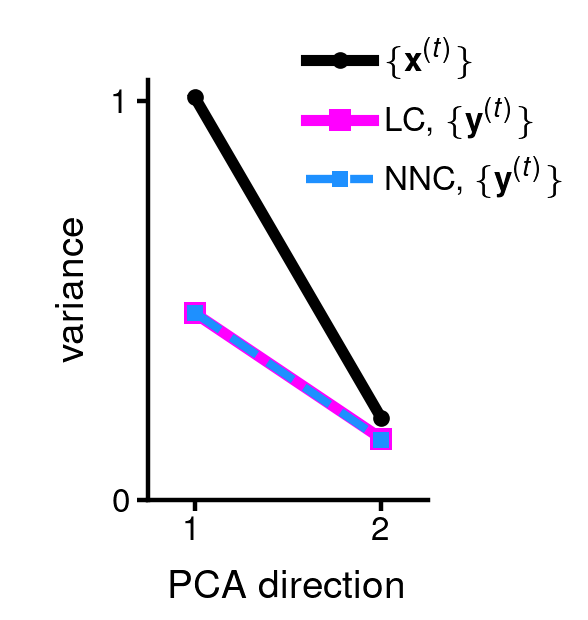 {𝐱^(t)}
LC, {𝐲^(t)}
NNC, {𝐲^(t)}
1
variance
0
1 2
PCA direction